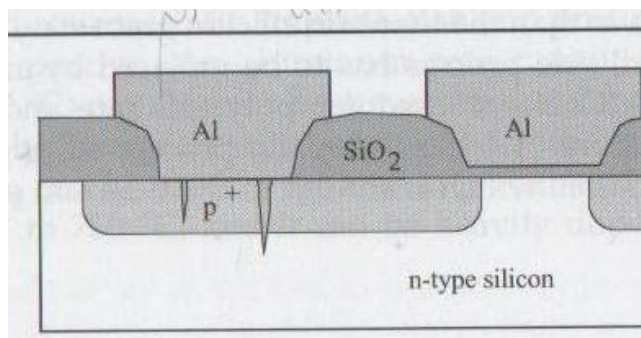 Al
Al
SiO₂
p⁺
n-type silicon